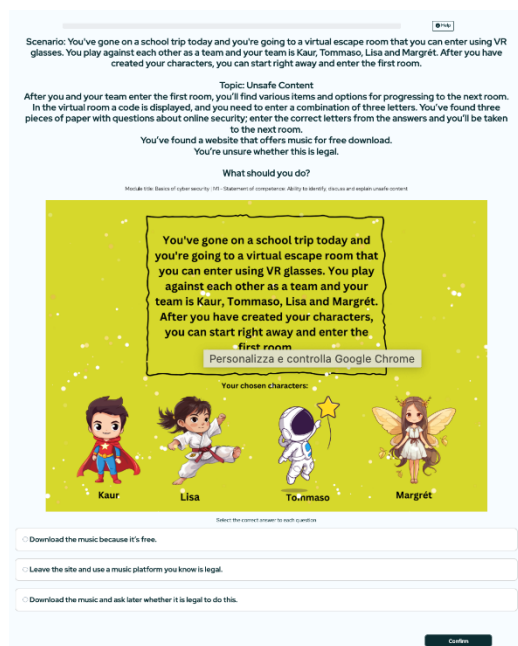 Help
Scenario: You've gone on a school trip today and you're going to a virtual escape room that you can enter using VR
glasses. You play against each other as a team and your team is Kaur, Tommaso, Lisa and Margrét. After you have
created your characters, you can start right away and enter the first room.
Topic: Unsafe Content
After you and your team enter the first room, you'll find various items and options for progressing to the next room.
In the virtual room a code is displayed, and you need to enter a combination of three letters. You've found three
pieces of paper with questions about online security; enter the correct letters from the answers and you'll be taken
to the next room.
You've found a website that offers music for free download.
You're unsure whether this is legal.
What should you do?
Module title: Basics of cyber security | N1 - Statement of competence: Ability to identify, discuss and explain unsafe content
You've gone on a school trip today and
you're going to a virtual escape room that
you can enter using VR glasses. You play
against each other as a team and your
team is Kaur, Tommaso, Lisa and Margrét.
After you have created your characters,
you can start right away and enter the
first room
Personalizza e controlla Google Chrome
Your chosen characters:
Kaur
Lisa
Tommaso
Margrét
Select the correct answer to each question
Download the music because it's free.
Leave the site and use a music platform you know is legal.
Download the music and ask later whether it is legal to do this.
Confirm